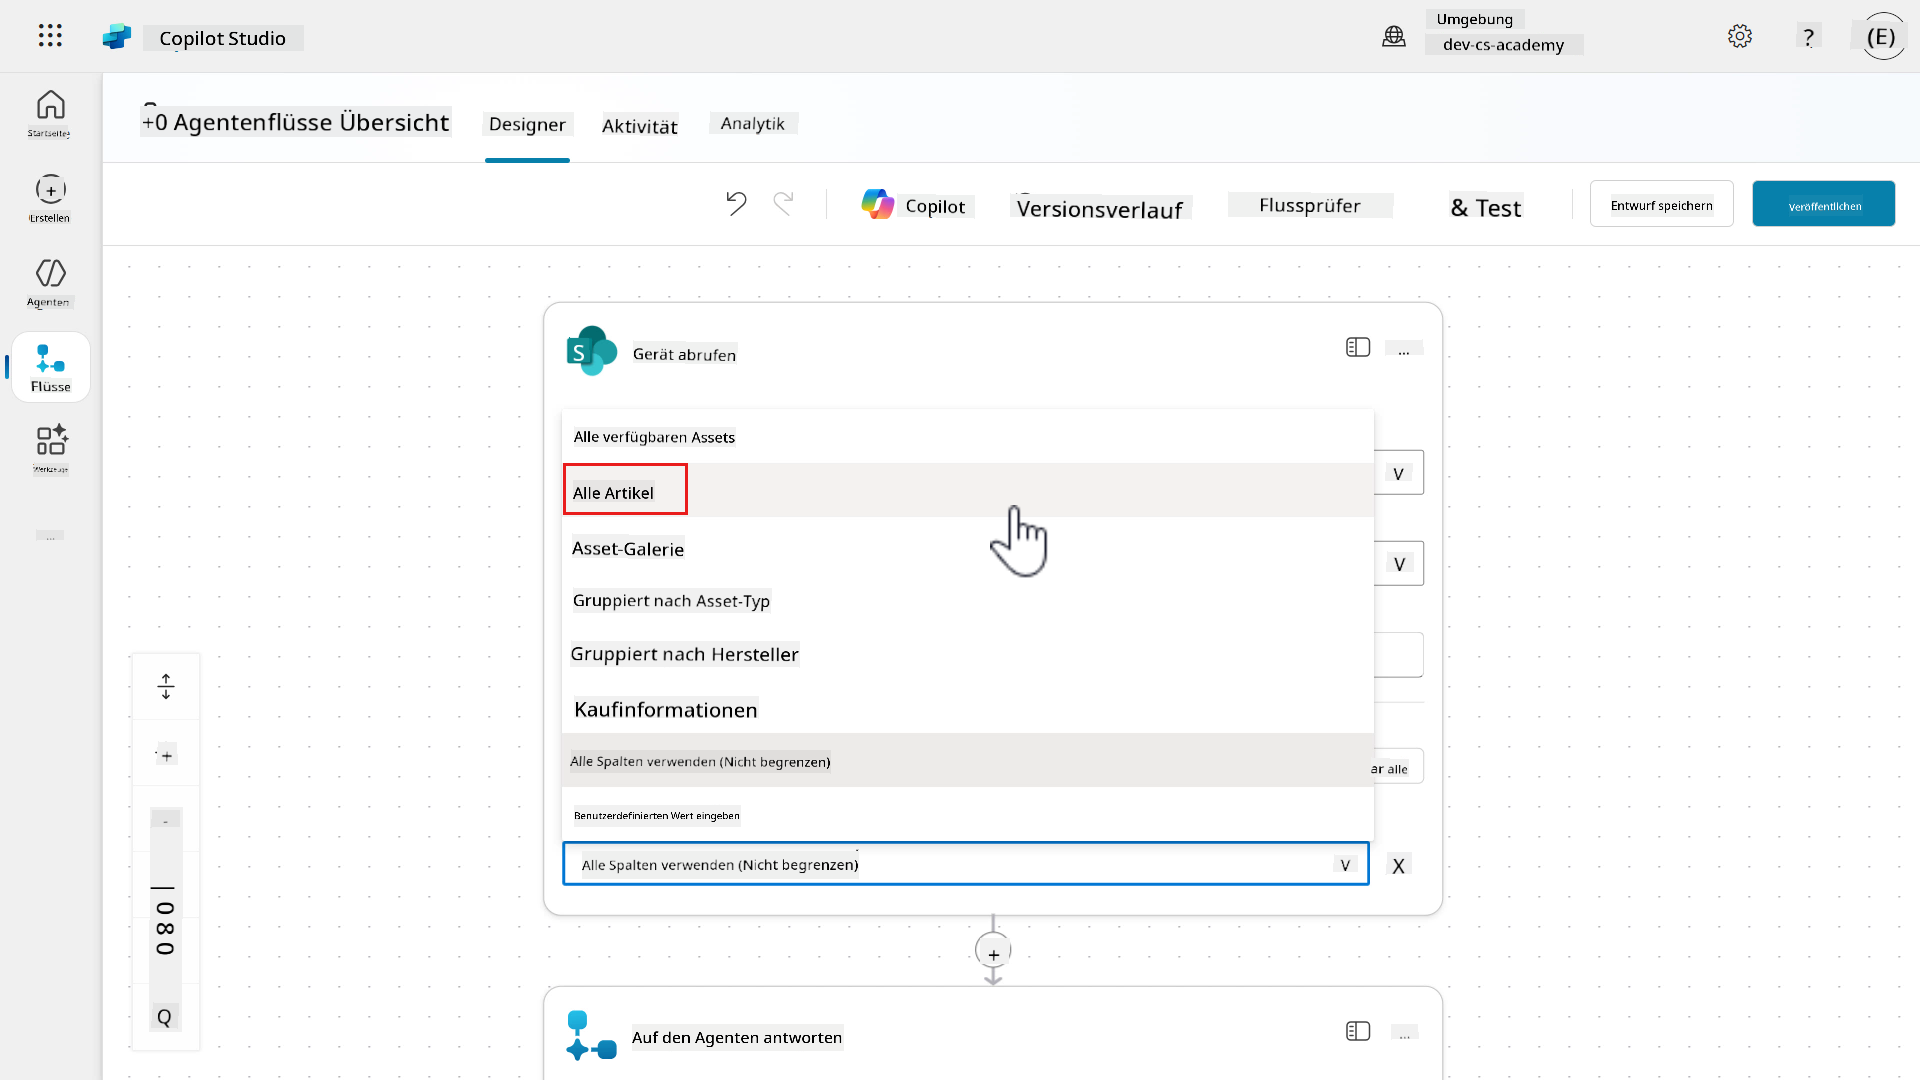 Copilot Studio
Umgebung
dev-cs-academy
?
(E)
+0 Agentenflüsse Übersicht
Designer
Aktivität
Analytik
Startseite
Erstellen
Agenten
Flüsse
Werkzeuge
...
Copilot
Versionsverlauf
Flussprüfer
& Test
Entwurf speichern
Veröffentlichen
S
Gerät abrufen
...
Alle verfügbaren Assets
V
Alle Artikel
Asset-Galerie
V
Gruppiert nach Asset-Typ
Gruppiert nach Hersteller
Kaufinformationen
Alle Spalten verwenden (Nicht begrenzen)
ar alle
Benutzerdefinierten Wert eingeben
Alle Spalten verwenden (Nicht begrenzen)
V
X
+
-
| 080
Q
+
Auf den Agenten antworten
...